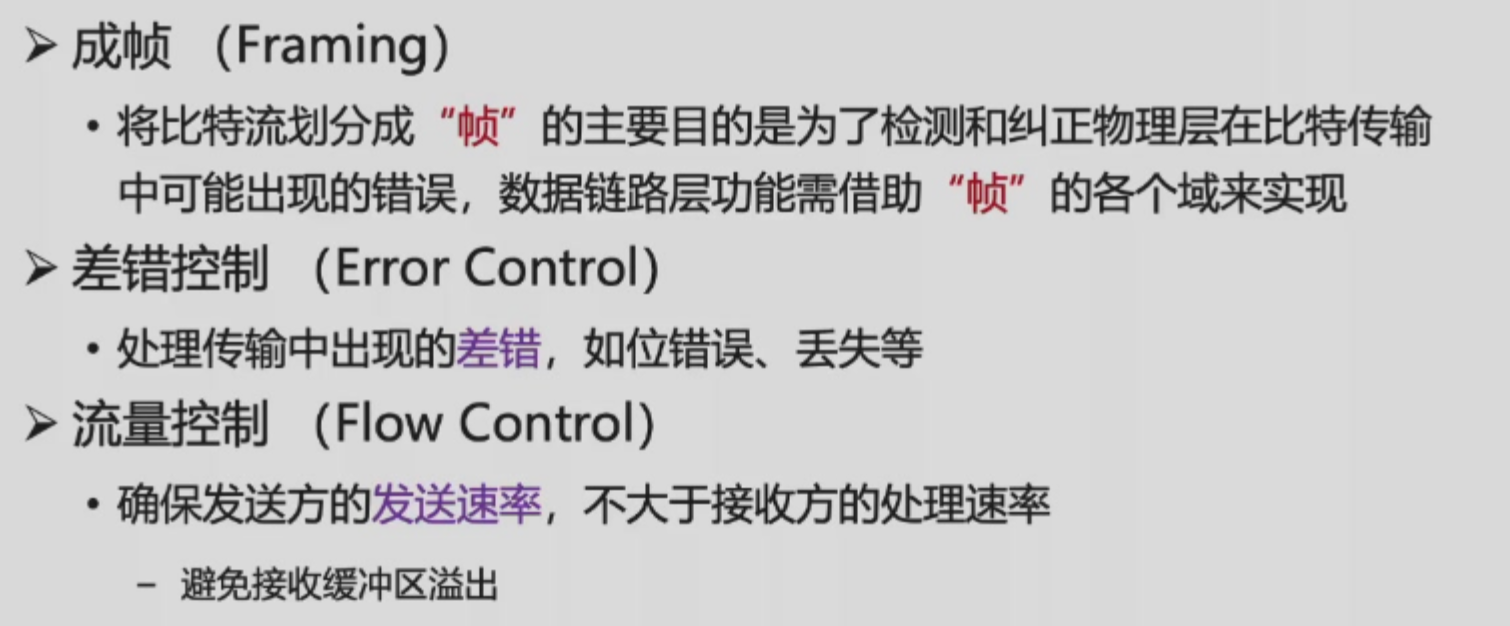 ➢ 成帧 （Framing）
• 将比特流划分成 “帧” 的主要目的是为了检测和纠正物理层在比特传输
中可能出现的错误，数据链路层功能需借助 “帧” 的各个域来实现
➢ 差错控制 （Error Control）
• 处理传输中出现的差错，如位错误、丢失等
➢ 流量控制 （Flow Control）
• 确保发送方的发送速率，不大于接收方的处理速率
– 避免接收缓冲区溢出